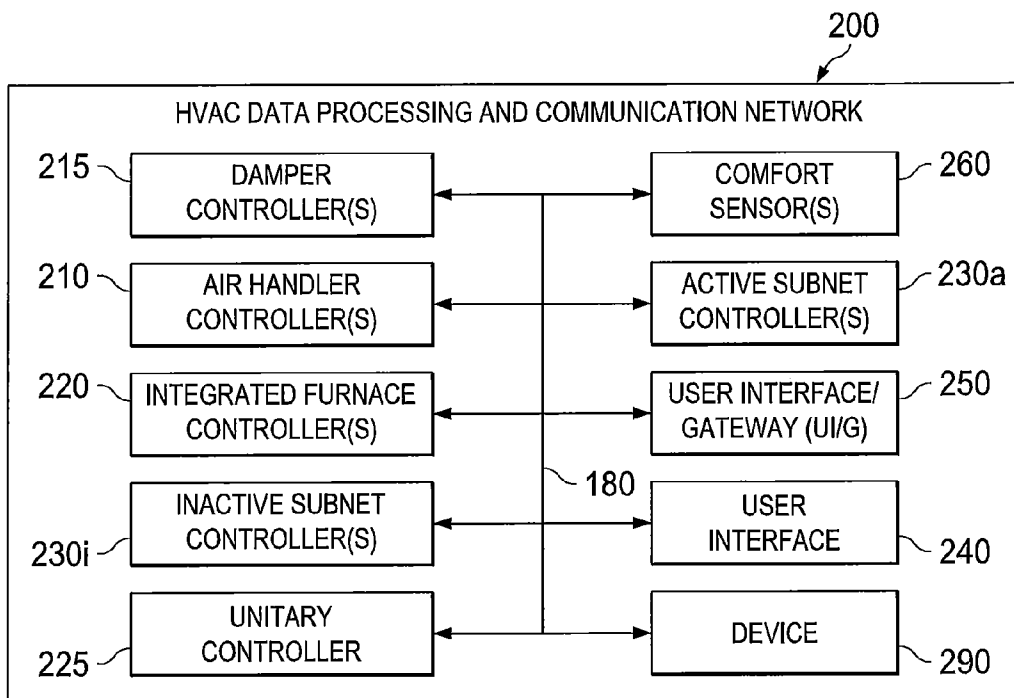 200
HVAC DATA PROCESSING AND COMMUNICATION NETWORK
215
DAMPER
CONTROLLER(S)
COMFORT
SENSOR(S)
260
210
AIR HANDLER
CONTROLLER(S)
ACTIVE SUBNET
CONTROLLER(S)
230a
220
INTEGRATED FURNACE
CONTROLLER(S)
USER INTERFACE/
GATEWAY (UI/G)
250
180
INACTIVE SUBNET
CONTROLLER(S)
230i
USER
INTERFACE
240
UNITARY
CONTROLLER
225
DEVICE
290